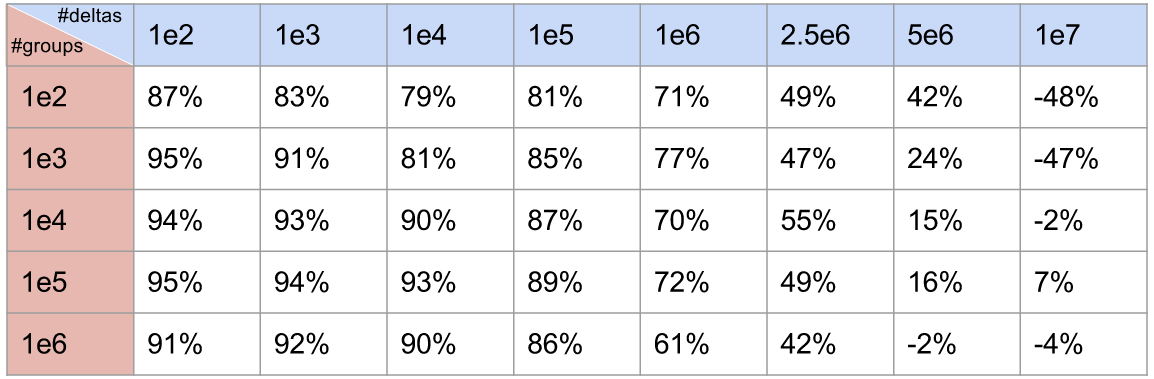 #deltas
#groups
1e2 1e3 1e4 1e5 1e6 2.5e6 5e6 1e7
1e2 87% 83% 79% 81% 71% 49% 42% -48%
1e3 95% 91% 81% 85% 77% 47% 24% -47%
1e4 94% 93% 90% 87% 70% 55% 15% -2%
1e5 95% 94% 93% 89% 72% 49% 16% 7%
1e6 91% 92% 90% 86% 61% 42% -2% -4%